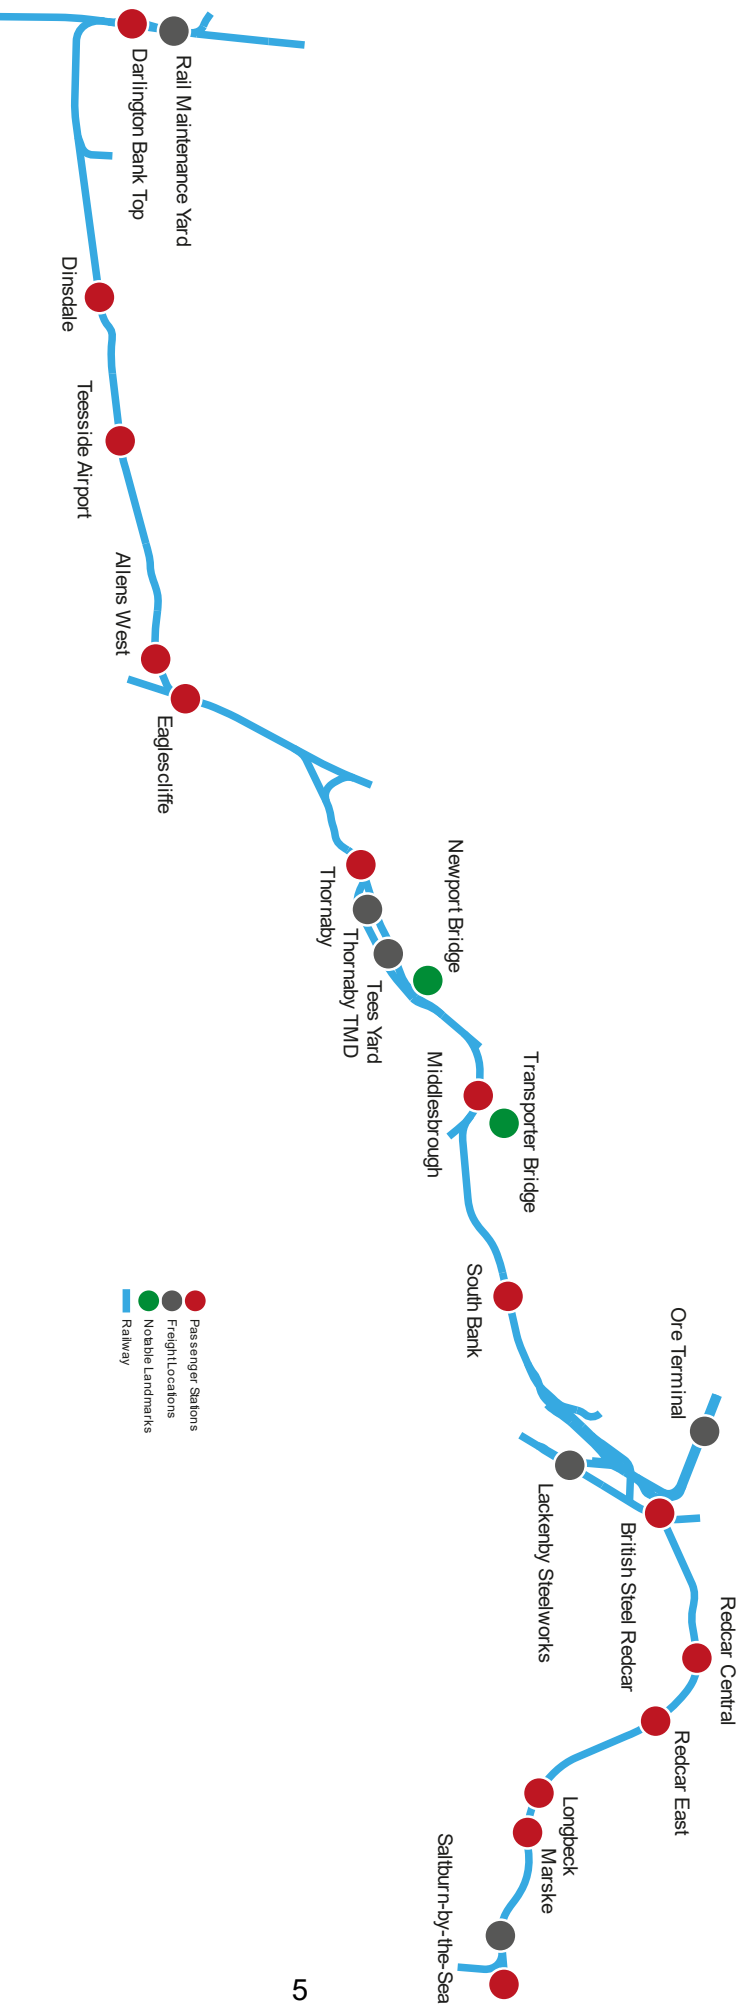 Rail Maintenance Yard
Darlington Bank Top
Dinsdale
Teesside Airport
Allens West
Eaglescliffe
Thornaby
Thornaby TMD
Tees Yard
Newport Bridge
Middlesbrough
Transporter Bridge
South Bank
Ore Terminal
Lackenby Steelworks
British Steel Redcar
Redcar Central
Redcar East
Longbeck
Marske
Saltburn-by-the-Sea
Passenger Stations
Freight Locations
Notable Landmarks
Railway
5